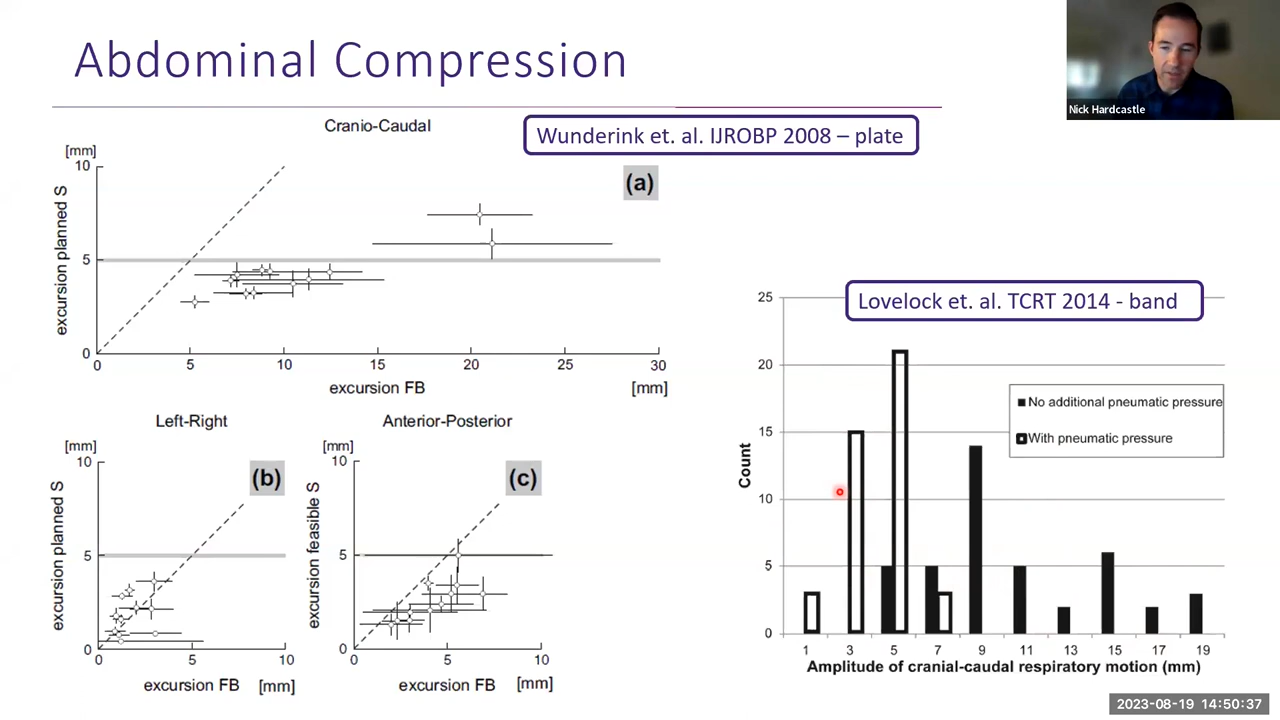 Abdominal Compression
Nick Hardcastle
Wunderink et. al. IJROBP 2008 – plate
Cranio-Caudal
[mm]
10
5
0
excursion planned S
(a)
0 5 10 15 20 25 30
excursion FB [mm]
Left-Right
[mm]
10
5
0
excursion planned S
(b)
0 5 10
excursion FB [mm]
Anterior-Posterior
[mm]
10
5
0
excursion feasible S
(c)
0 5 10
excursion FB [mm]
Lovelock et. al. TCRT 2014 - band
25
20
15
10
5
0
Count
No additional pneumatic pressure
With pneumatic pressure
1 3 5 7 9 11 13 15 17 19
Amplitude of cranial-caudal respiratory motion (mm)
2023-08-19 14:50:37